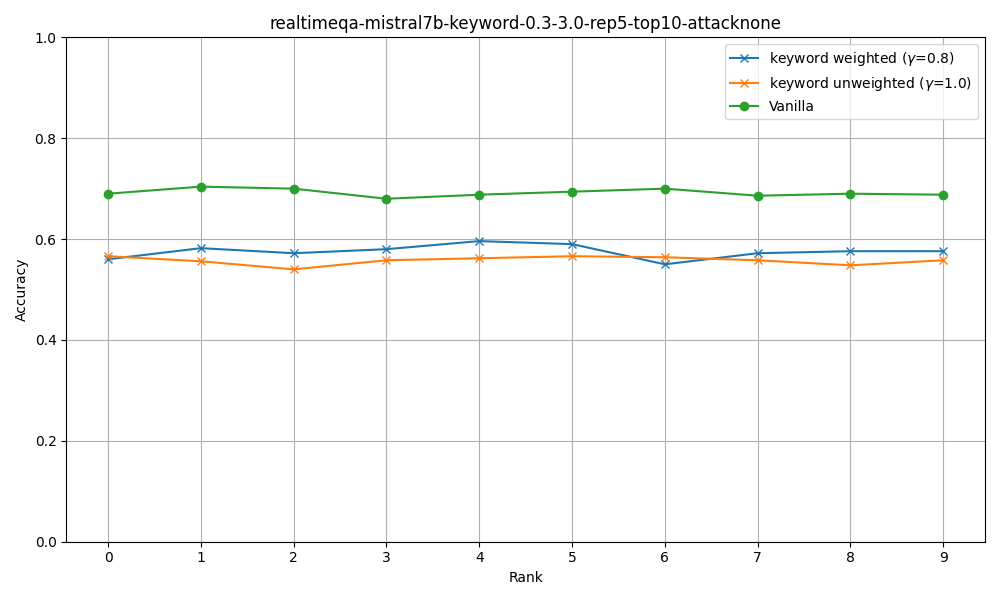 realtimeqa-mistral7b-keyword-0.3-3.0-rep5-top10-attacknone
keyword weighted (γ=0.8)
keyword unweighted (γ=1.0)
Vanilla
Accuracy
1.0
0.8
0.6
0.4
0.2
0.0
0 1 2 3 4 5 6 7 8 9
Rank